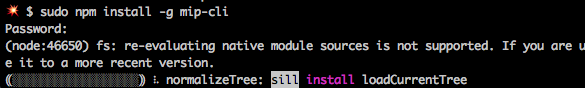 💥 $ sudo npm install -g mip-cli
Password:
(node:46650) fs: re-evaluating native module sources is not supported. If you are u
e it to a more recent version.
(░░░░░░░░░░░░░░░░░░) ⠧ normalizeTree: sill install loadCurrentTree